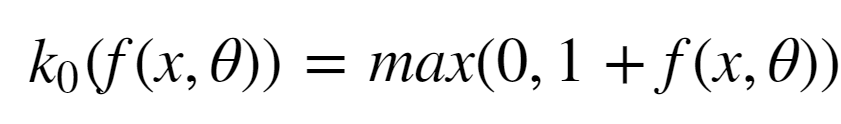 k₀(f(x, θ)) = max(0, 1 + f(x, θ))